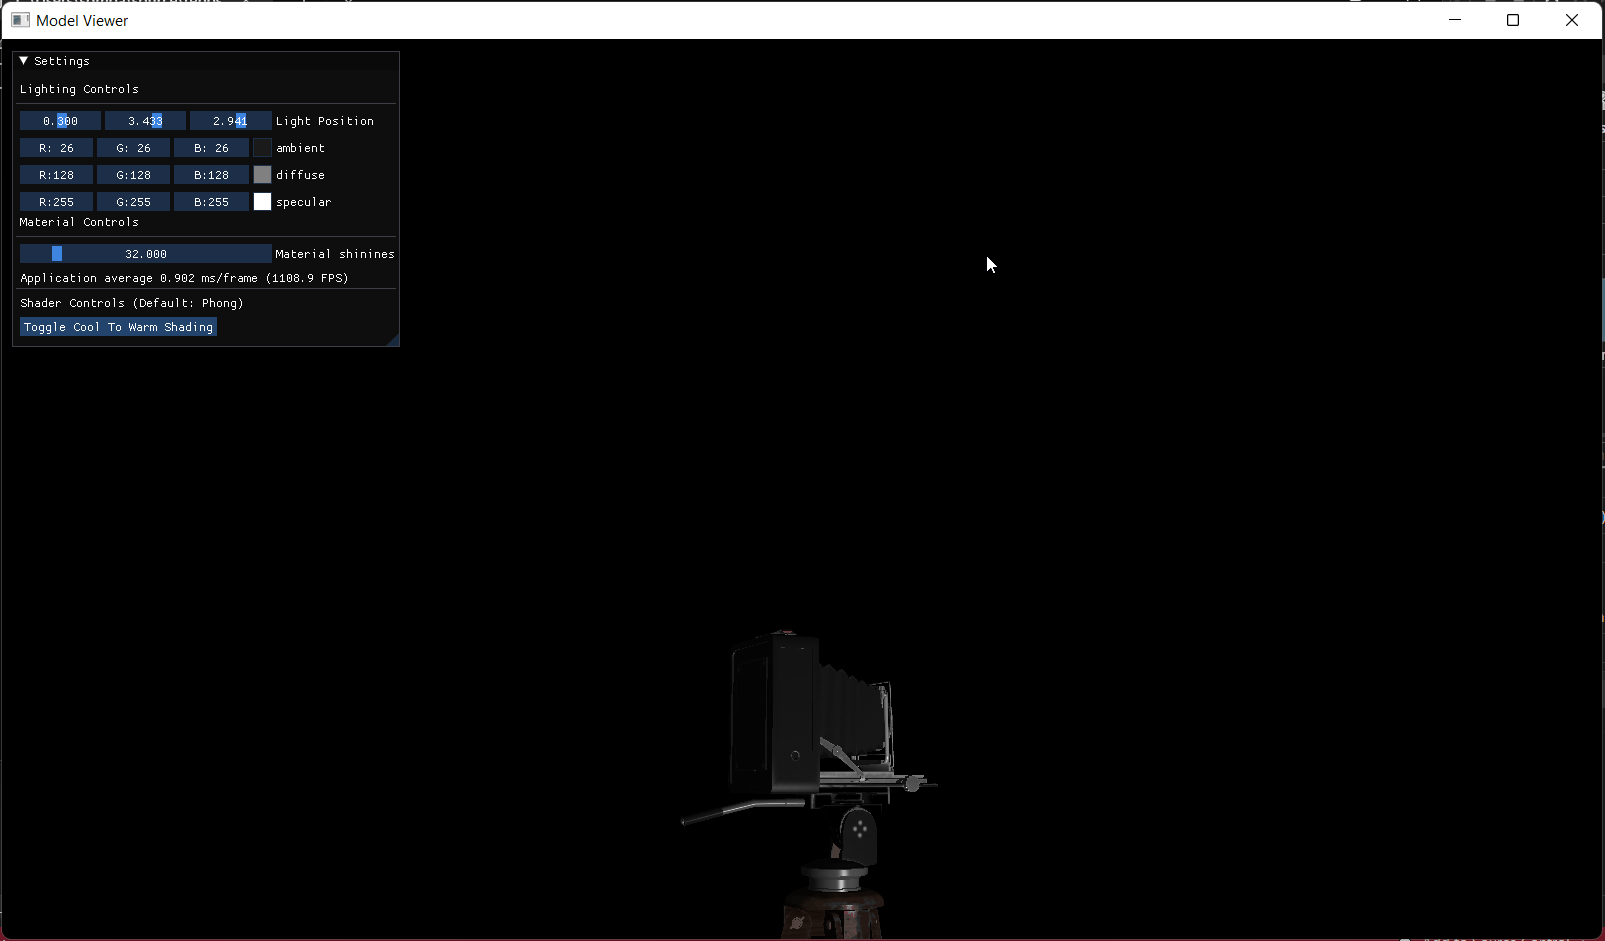 Model Viewer
Settings
Lighting Controls
0.300 3.433 2.941 Light Position
R: 26 G: 26 B: 26 ambient
R:128 G:128 B:128 diffuse
R:255 G:255 B:255 specular
Material Controls
32.000 Material shinines
Application average 0.902 ms/frame (1108.9 FPS)
Shader Controls (Default: Phong)
Toggle Cool To Warm Shading